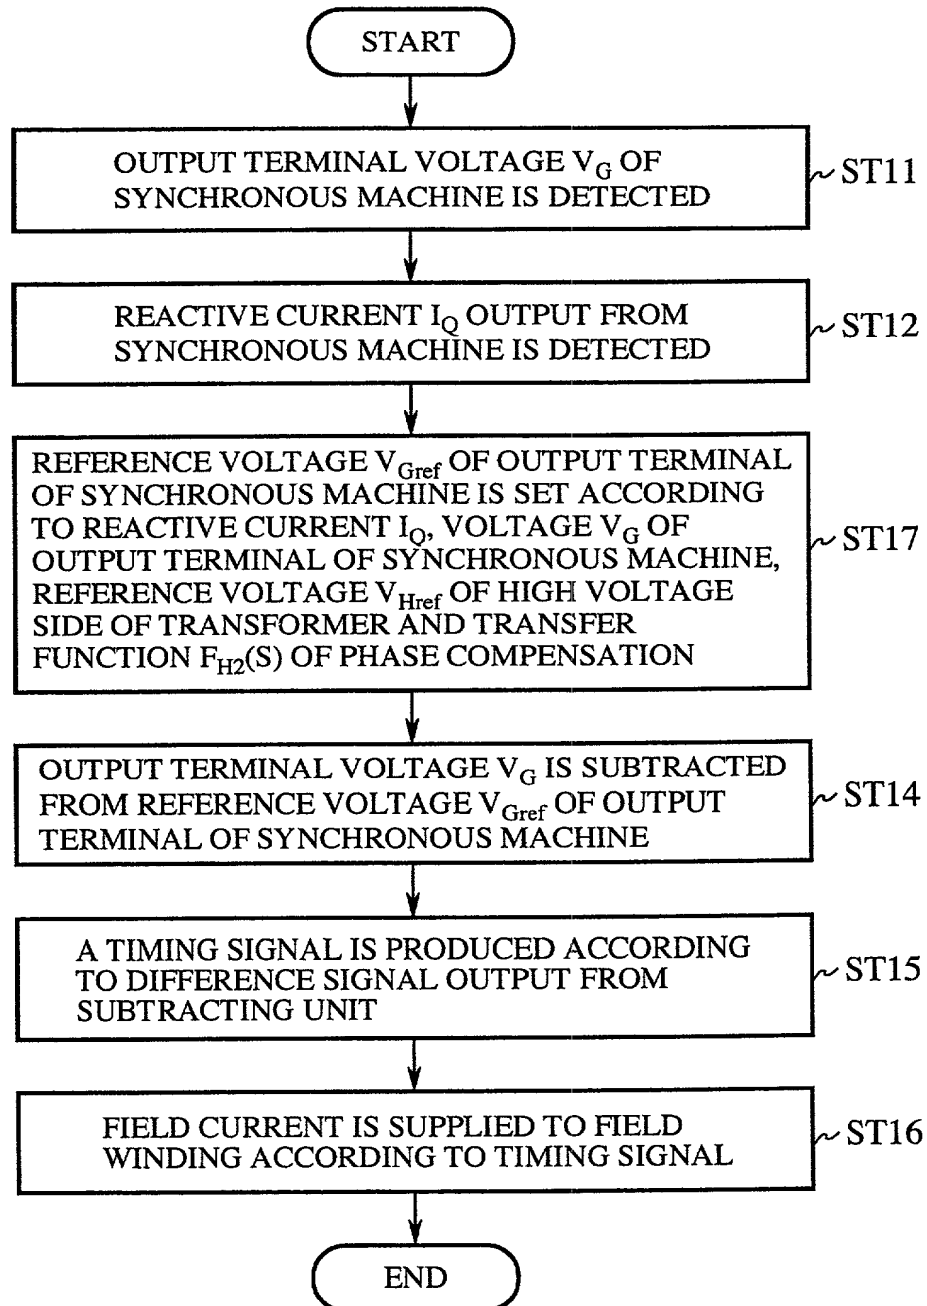 START
OUTPUT TERMINAL VOLTAGE V_G OF
SYNCHRONOUS MACHINE IS DETECTED
ST11
REACTIVE CURRENT I_Q OUTPUT FROM
SYNCHRONOUS MACHINE IS DETECTED
ST12
REFERENCE VOLTAGE V_Gref OF OUTPUT TERMINAL
OF SYNCHRONOUS MACHINE IS SET ACCORDING
TO REACTIVE CURRENT I_Q, VOLTAGE V_G OF
OUTPUT TERMINAL OF SYNCHRONOUS MACHINE,
REFERENCE VOLTAGE V_Href OF HIGH VOLTAGE
SIDE OF TRANSFORMER AND TRANSFER
FUNCTION F_H2(S) OF PHASE COMPENSATION
ST17
OUTPUT TERMINAL VOLTAGE V_G IS SUBTRACTED
FROM REFERENCE VOLTAGE V_Gref OF OUTPUT
TERMINAL OF SYNCHRONOUS MACHINE
ST14
A TIMING SIGNAL IS PRODUCED ACCORDING
TO DIFFERENCE SIGNAL OUTPUT FROM
SUBTRACTING UNIT
ST15
FIELD CURRENT IS SUPPLIED TO FIELD
WINDING ACCORDING TO TIMING SIGNAL
ST16
END